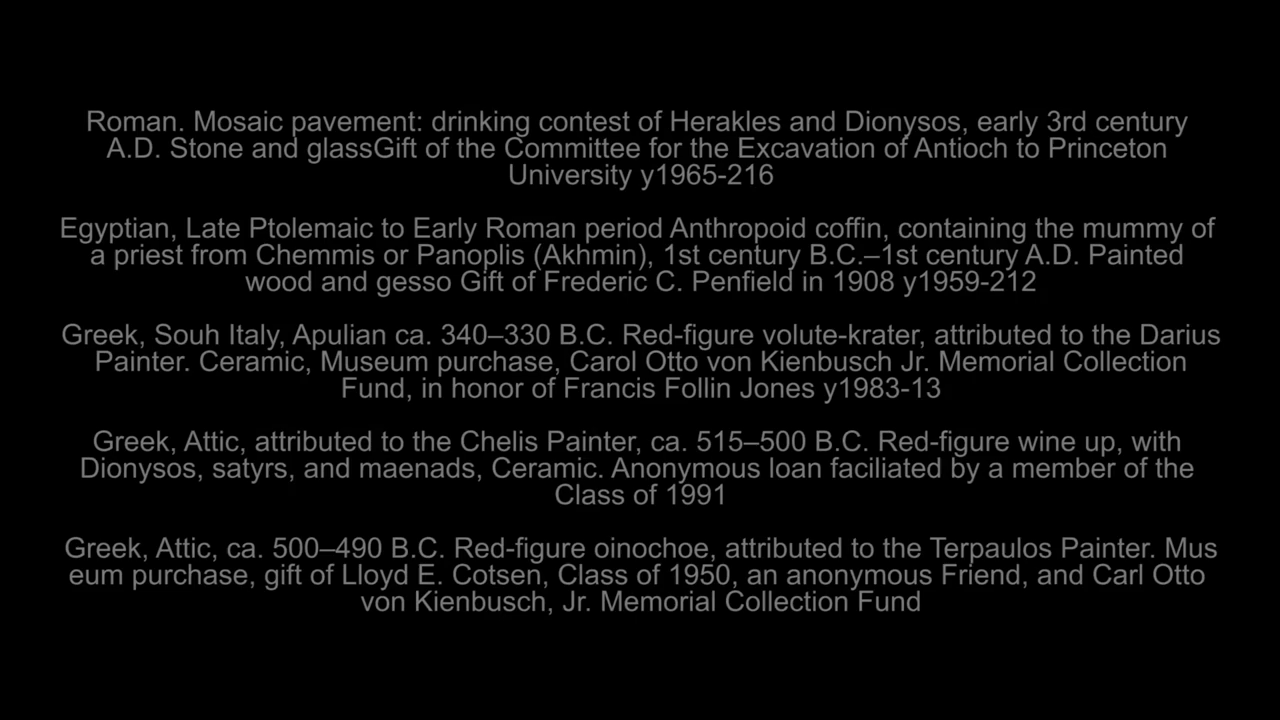 Roman. Mosaic pavement: drinking contest of Herakles and Dionysos, early 3rd century
A.D. Stone and glassGift of the Committee for the Excavation of Antioch to Princeton
University y1965-216
Egyptian, Late Ptolemaic to Early Roman period Anthropoid coffin, containing the mummy of
a priest from Chemmis or Panoplis (Akhmin), 1st century B.C.–1st century A.D. Painted
wood and gesso Gift of Frederic C. Penfield in 1908 y1959-212
Greek, Souh Italy, Apulian ca. 340–330 B.C. Red-figure volute-krater, attributed to the Darius
Painter. Ceramic, Museum purchase, Carol Otto von Kienbusch Jr. Memorial Collection
Fund, in honor of Francis Follin Jones y1983-13
Greek, Attic, attributed to the Chelis Painter, ca. 515–500 B.C. Red-figure wine up, with
Dionysos, satyrs, and maenads, Ceramic. Anonymous loan faciliated by a member of the
Class of 1991
Greek, Attic, ca. 500–490 B.C. Red-figure oinochoe, attributed to the Terpaulos Painter. Mus
eum purchase, gift of Lloyd E. Cotsen, Class of 1950, an anonymous Friend, and Carl Otto
von Kienbusch, Jr. Memorial Collection Fund